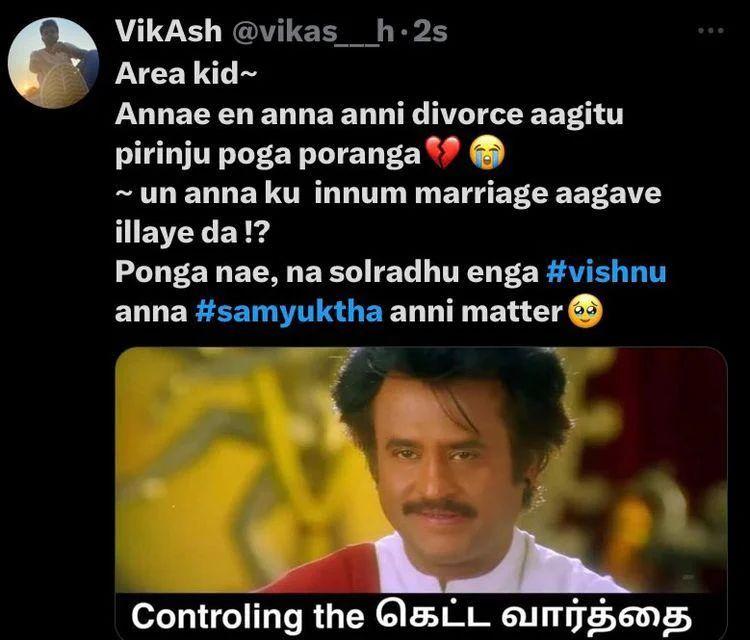 VikAsh @vikas___h · 2s
Area kid~
Annae en anna anni divorce aagitu
pirinju poga poranga💔 😭
~ un anna ku innum marriage aagave
illaye da !?
Ponga nae, na solradhu enga #vishnu
anna #samyuktha anni matter🥹
Controling the கெட்ட வார்த்தை